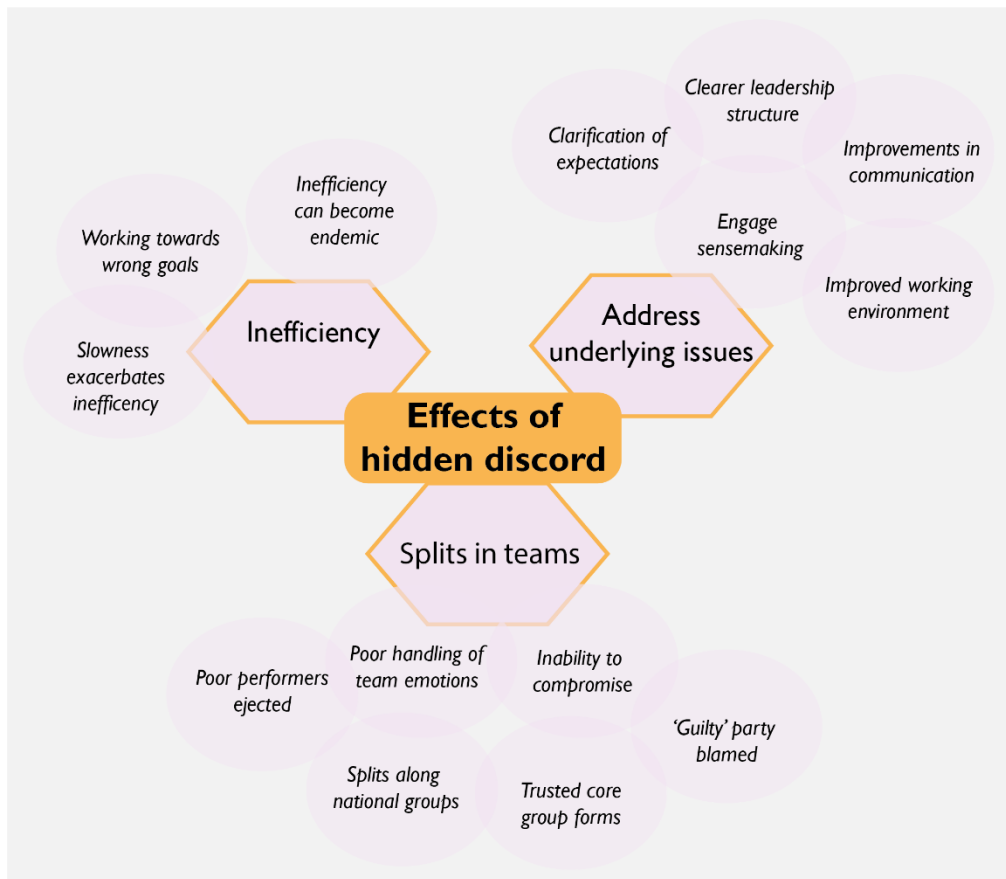 Effects of
hidden discord
Inefficiency
Inefficiency
can become
endemic
Working towards
wrong goals
Slowness
exacerbates
inefficency
Address
underlying issues
Clarification of
expectations
Clearer leadership
structure
Improvements in
communication
Engage
sensemaking
Improved working
environment
Splits in teams
Poor performers
ejected
Poor handling of
team emotions
Inability to
compromise
‘Guilty’ party
blamed
Splits along
national groups
Trusted core
group forms